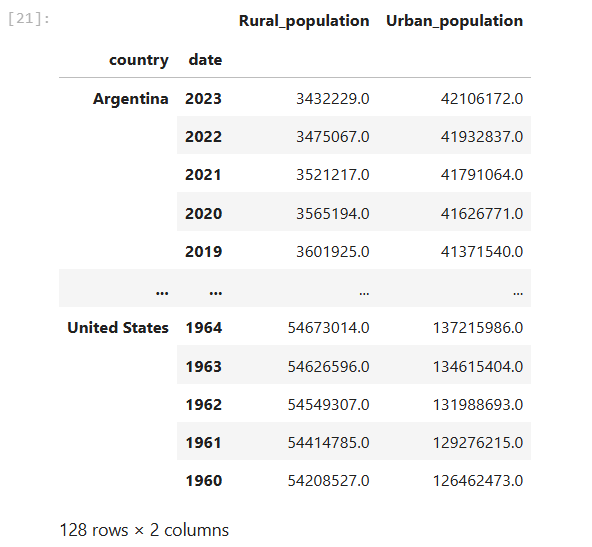 [21]:
Rural_population Urban_population
country date
Argentina 2023 3432229.0 42106172.0
2022 3475067.0 41932837.0
2021 3521217.0 41791064.0
2020 3565194.0 41626771.0
2019 3601925.0 41371540.0
... ... ... ...
United States 1964 54673014.0 137215986.0
1963 54626596.0 134615404.0
1962 54549307.0 131988693.0
1961 54414785.0 129276215.0
1960 54208527.0 126462473.0
128 rows × 2 columns